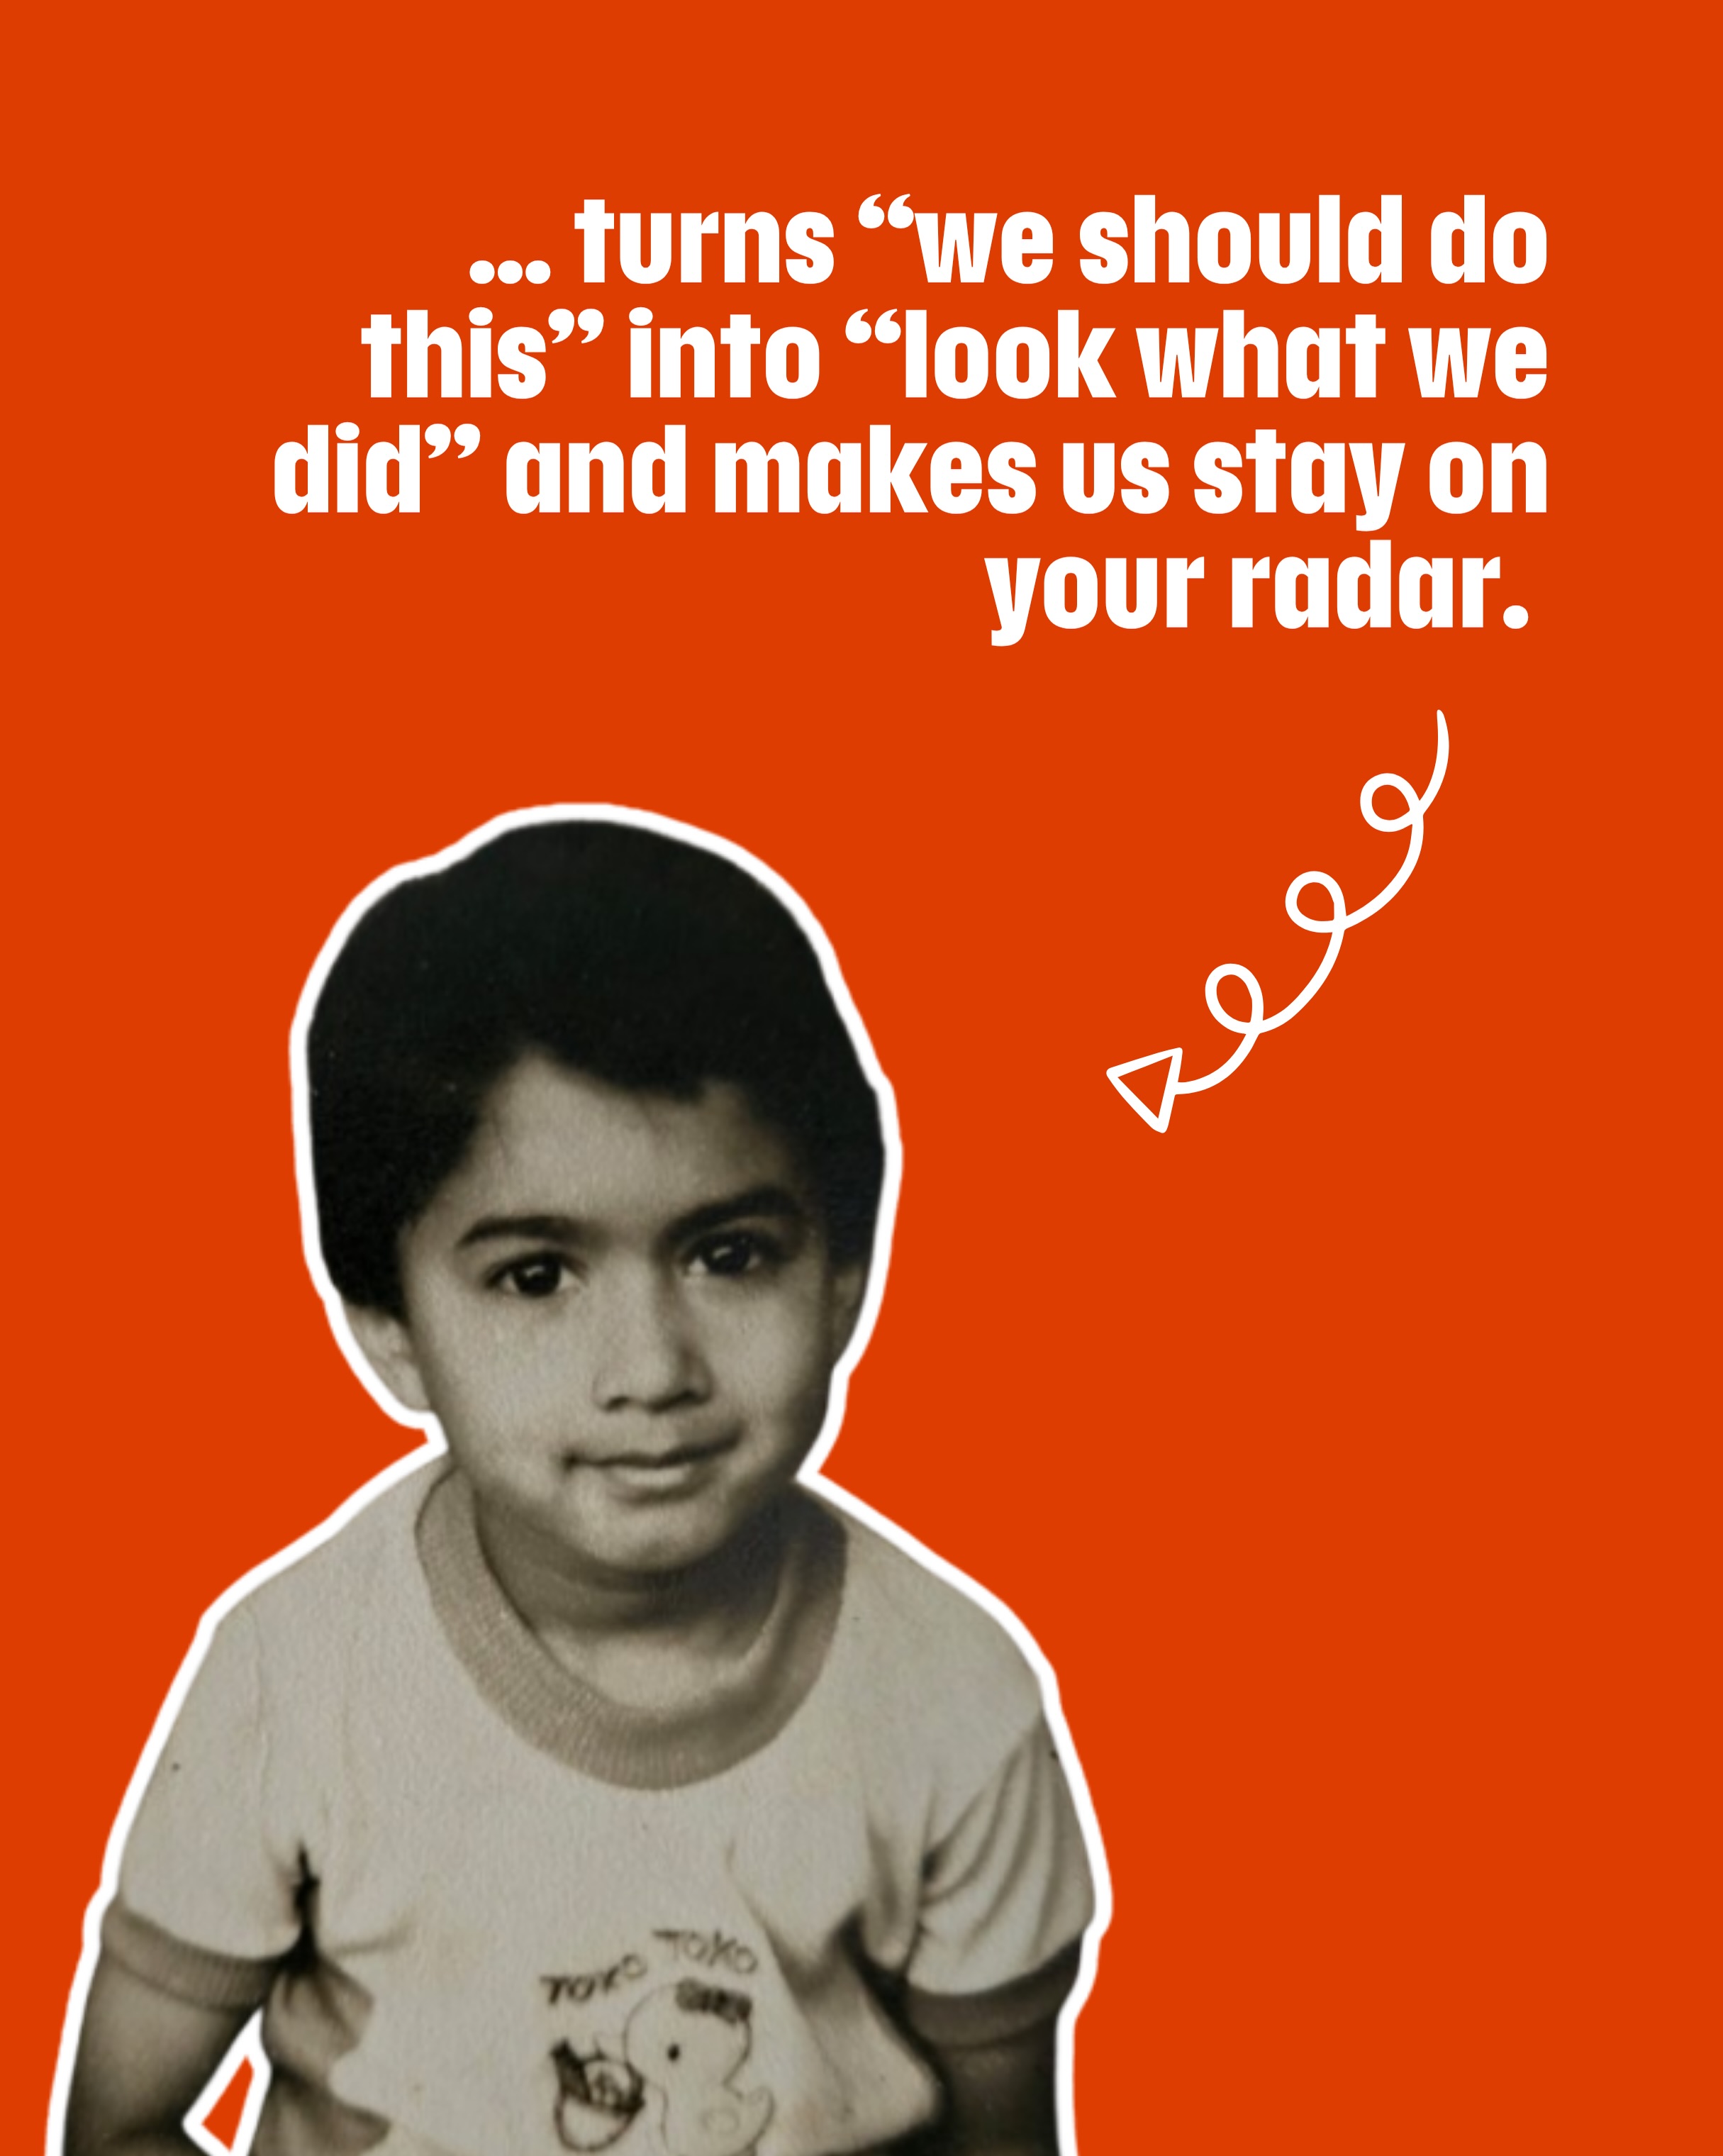 ... turns “we should do
this” into “look what we
did” and makes us stay on
your radar.
TOKO TOKO